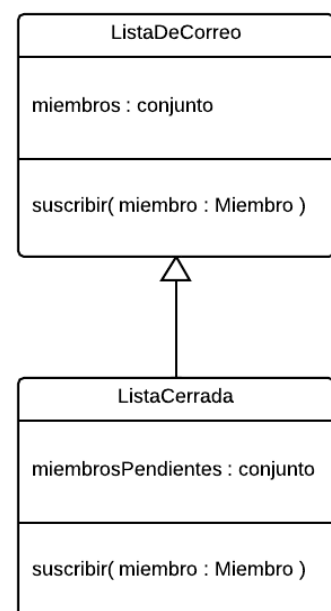 ListaDeCorreo
miembros : conjunto
suscribir( miembro : Miembro )
ListaCerrada
miembrosPendientes : conjunto
suscribir( miembro : Miembro )